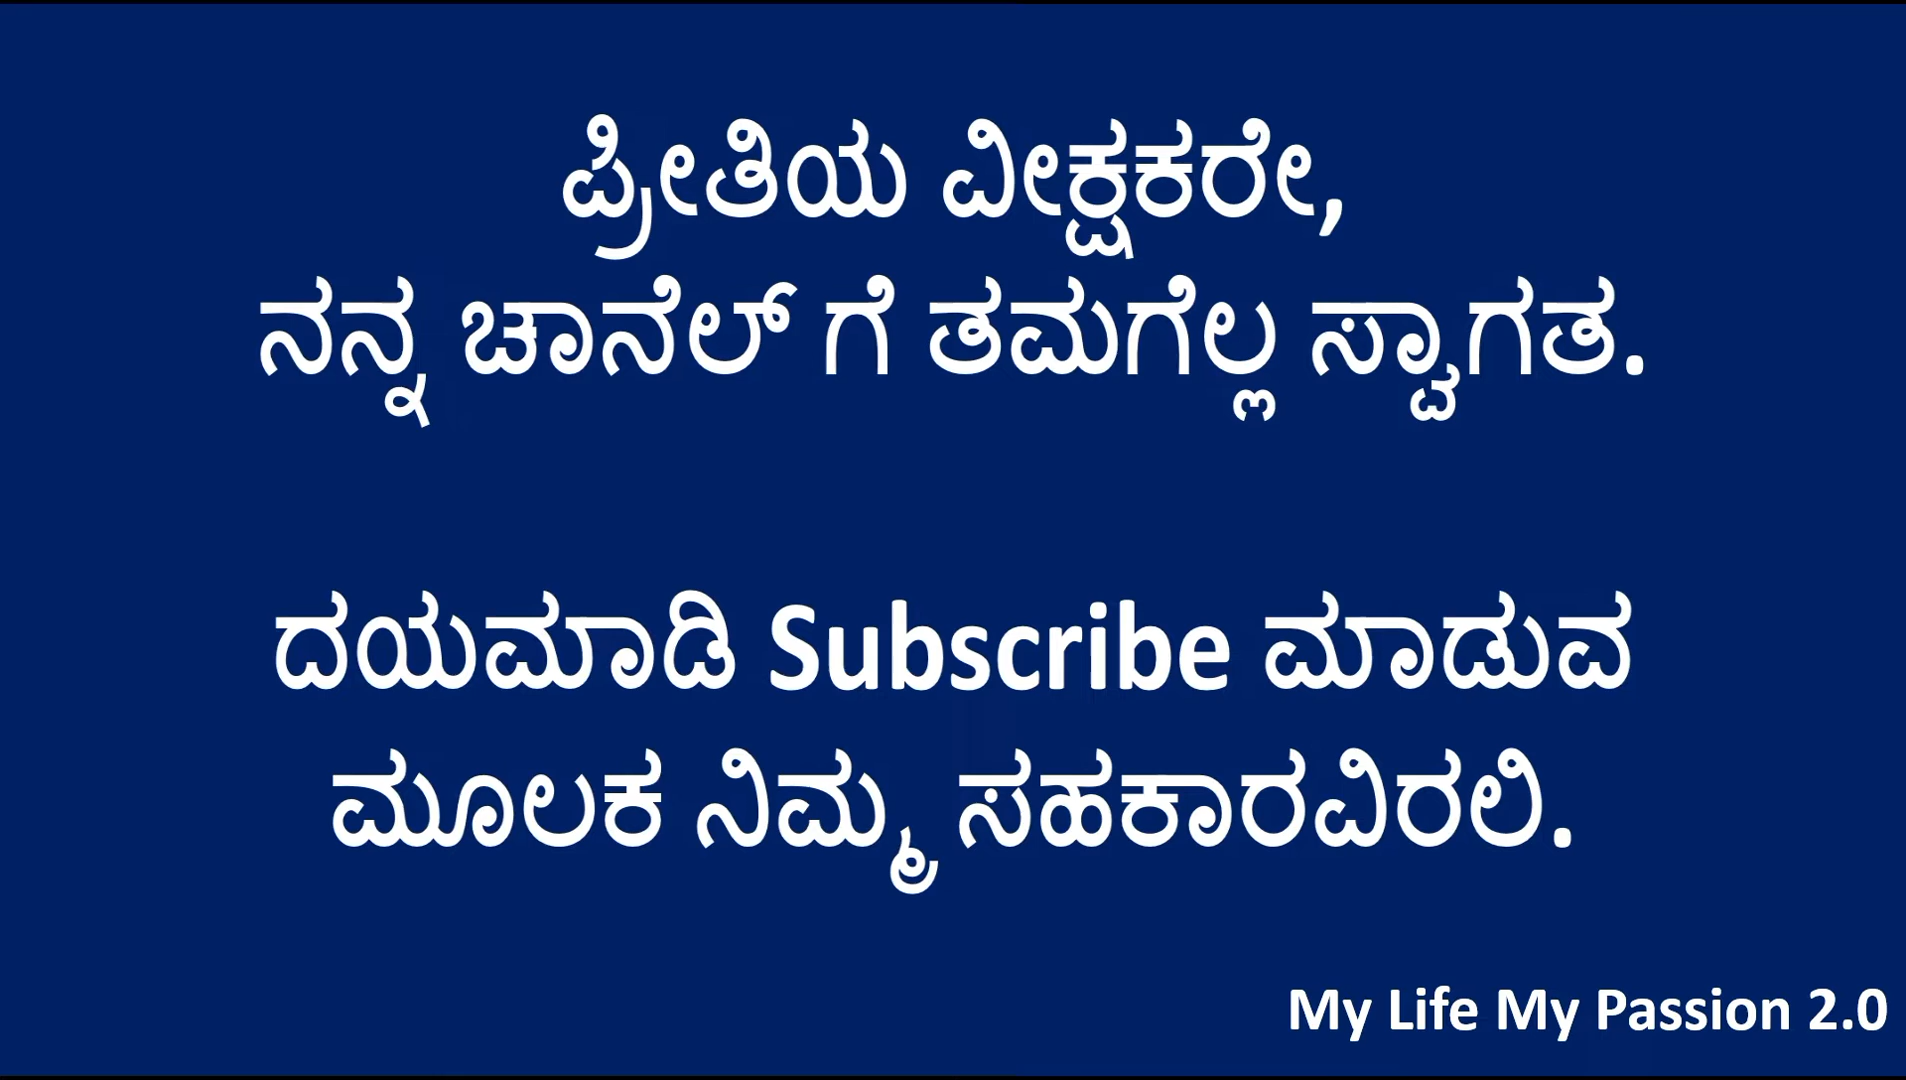 ಪ್ರೀತಿಯ ವೀಕ್ಷಕರೇ,
ನನ್ನ ಚಾನೆಲ್ ಗೆ ತಮಗೆಲ್ಲ ಸ್ವಾಗತ.
ದಯಮಾಡಿ Subscribe ಮಾಡುವ
ಮೂಲಕ ನಿಮ್ಮ ಸಹಕಾರವಿರಲಿ.
My Life My Passion 2.0